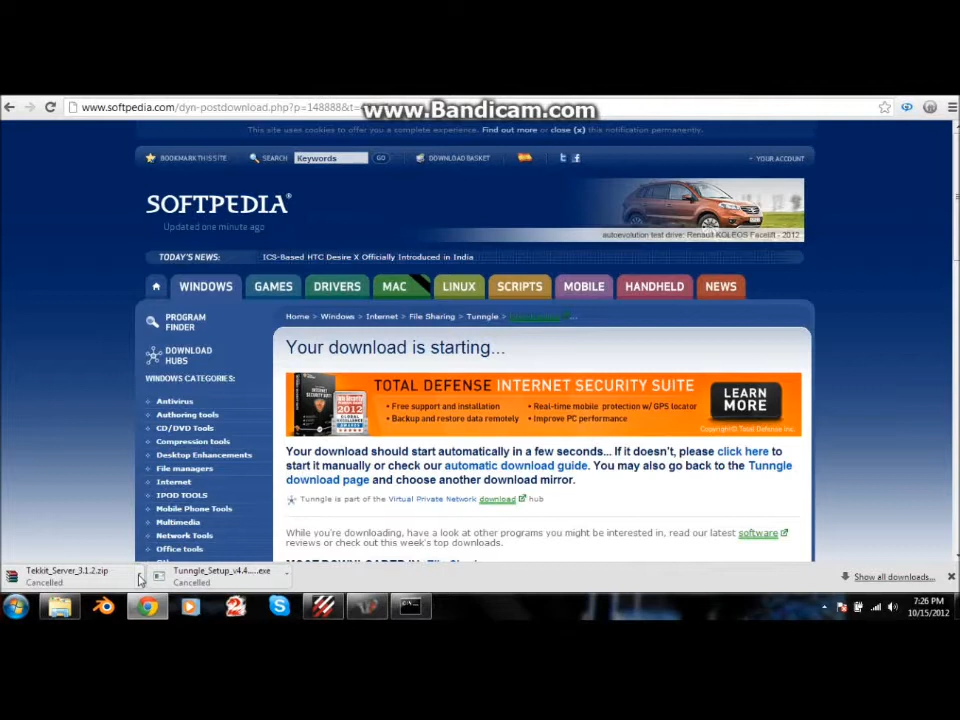 www.softpedia.com/dyn-postdownload.php?p=148888&t=
www.Bandicam.com
This site uses cookies to offer you a complete experience. Find out more or close (x) this notification permanently.
BOOKMARK THIS SITE
SEARCH
Keywords
GO
DOWNLOAD BASKET
YOUR ACCOUNT
SOFTPEDIA®
Updated one minute ago
autoevolution test drive: Renault KOLEOS Facelift - 2012
TODAY'S NEWS:
ICS-Based HTC Desire X Officially Introduced in India
WINDOWS
GAMES
DRIVERS
MAC
LINUX
SCRIPTS
MOBILE
HANDHELD
NEWS
PROGRAM
FINDER
DOWNLOAD
HUBS
WINDOWS CATEGORIES:
Antivirus
Authoring tools
CD/DVD Tools
Compression tools
Desktop Enhancements
File managers
Internet
IPOD TOOLS
Mobile Phone Tools
Multimedia
Network Tools
Office tools
Home > Windows > Internet > File Sharing > Tunngle >
Your download is starting...
TOTAL DEFENSE INTERNET SECURITY SUITE
• Free support and installation
• Real-time mobile protection w/ GPS locator
• Backup and restore data remotely
• Improve PC performance
LEARN
MORE
Copyright© Total Defense Inc.
Your download should start automatically in a few seconds... If it doesn't, please click here to
start it manually or check our automatic download guide. You may also go back to the Tunngle
download page and choose another download mirror.
Tunngle is part of the Virtual Private Network download hub
While you're downloading, have a look at other programs you might be interested in, read our latest software
reviews or check out this week's top downloads.
Tekkit_Server_3.1.2.zip
Cancelled
Tunngle_Setup_v4.4.....exe
Cancelled
Show all downloads...
7:26 PM
10/15/2012